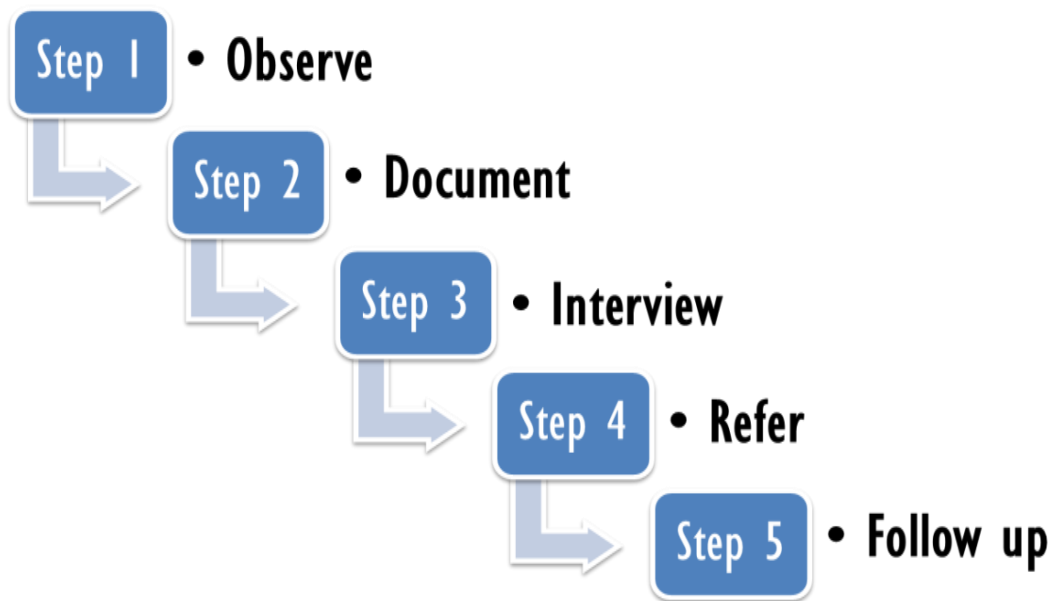 Step 1 • Observe
Step 2 • Document
Step 3 • Interview
Step 4 • Refer
Step 5 • Follow up